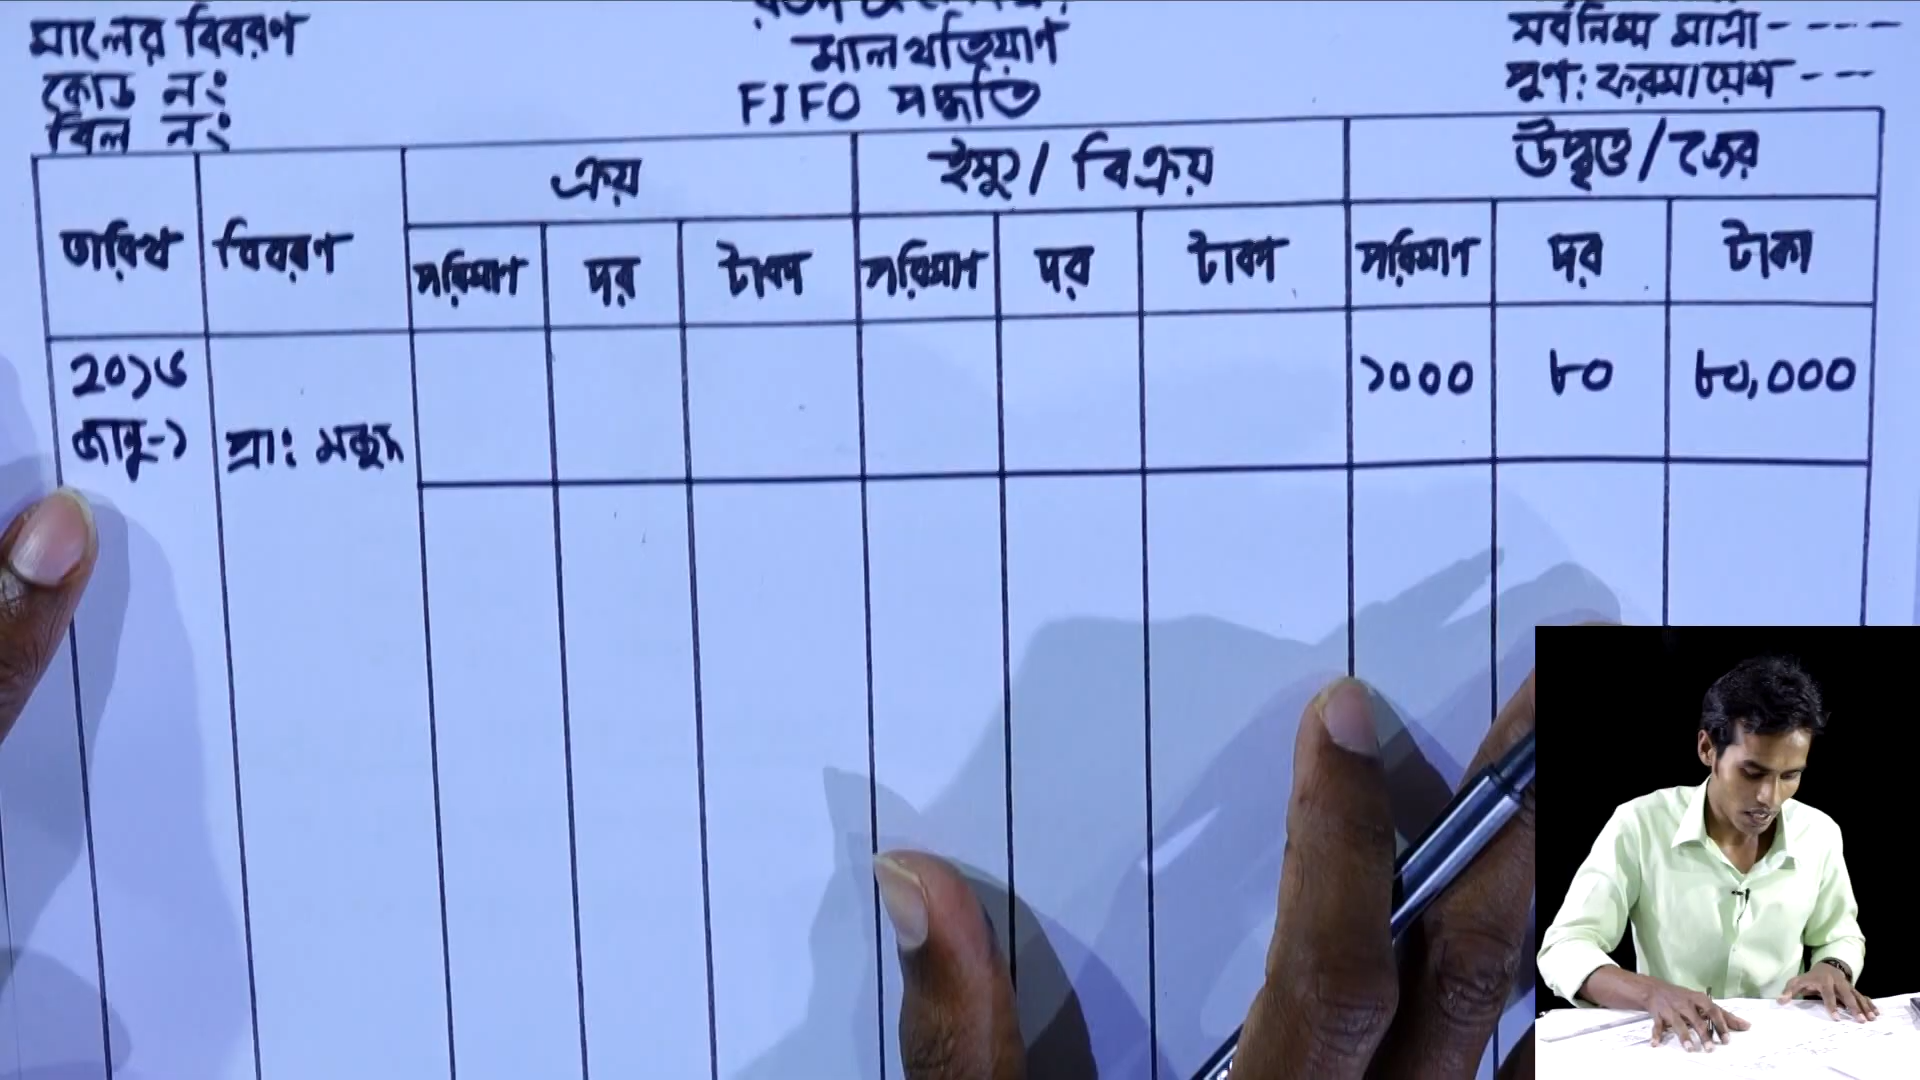 মালের বিবরণ
কোড নং
বিল নং
মাল খতিয়াণ
FIFO পদ্ধতি
সর্বনিম্ম মাত্রা- - - - -
পুণ: ফরমায়েশ - - -
তারিখ বিবরণ ক্রয় ইস্যু / বিক্রয় উদ্বৃত্ত / জের
পরিমাণ দর টাকা পরিমাণ দর টাকা পরিমাণ দর টাকা
২০১৬ ১০০০ ৮০ ৮০,০০০
জানু-১ প্রা: মজুদ